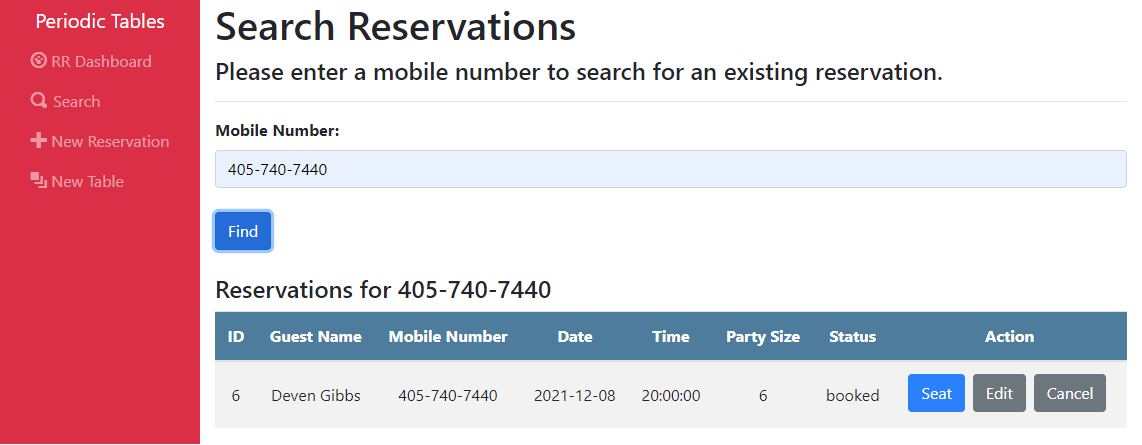 Periodic Tables
RR Dashboard
Search
New Reservation
New Table
Search Reservations
Please enter a mobile number to search for an existing reservation.
Mobile Number:
405-740-7440
Find
Reservations for 405-740-7440
ID Guest Name Mobile Number Date Time Party Size Status Action
6 Deven Gibbs 405-740-7440 2021-12-08 20:00:00 6 booked Seat Edit Cancel